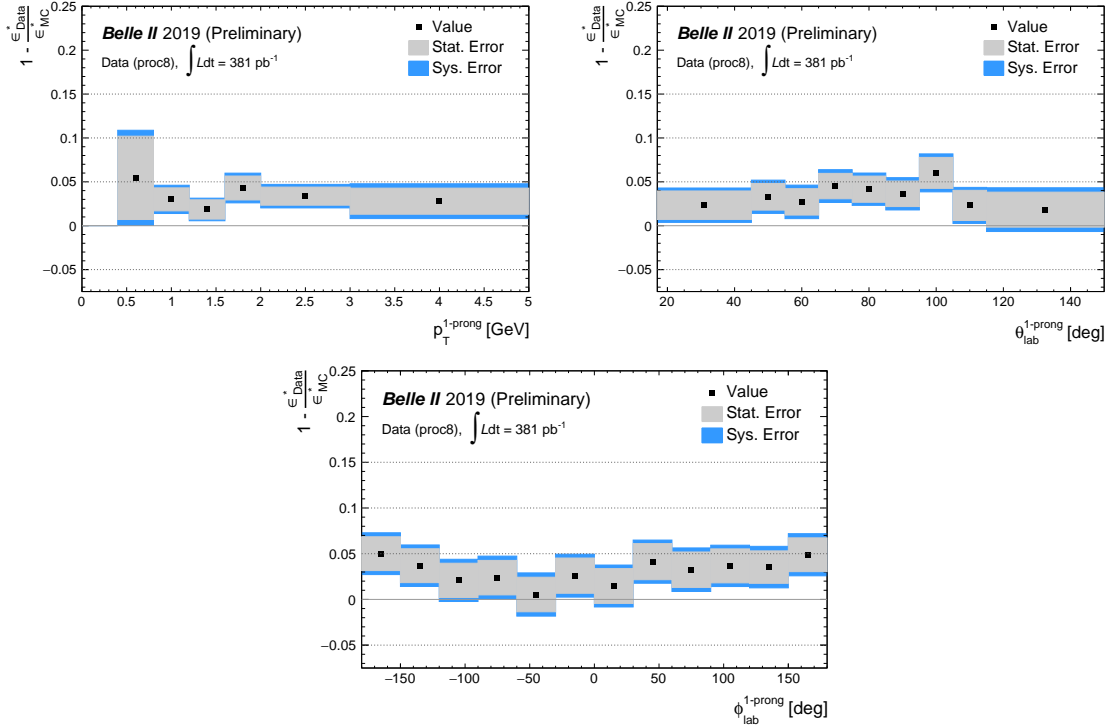 1 - ϵ*Data / ϵ*MC
0.25
0.2
0.15
0.1
0.05
0
−0.05
Belle II 2019 (Preliminary)
Data (proc8), ∫Ldt = 381 pb-1
Value
Stat. Error
Sys. Error
0 0.5 1 1.5 2 2.5 3 3.5 4 4.5 5
pT1-prong [GeV]
1 - ϵ*Data / ϵ*MC
0.25
0.2
0.15
0.1
0.05
0
−0.05
Belle II 2019 (Preliminary)
Data (proc8), ∫Ldt = 381 pb-1
Value
Stat. Error
Sys. Error
20 40 60 80 100 120 140
θlab1-prong [deg]
1 - ϵ*Data / ϵ*MC
0.25
0.2
0.15
0.1
0.05
0
−0.05
Belle II 2019 (Preliminary)
Data (proc8), ∫Ldt = 381 pb-1
Value
Stat. Error
Sys. Error
−150 −100 −50 0 50 100 150
ϕlab1-prong [deg]